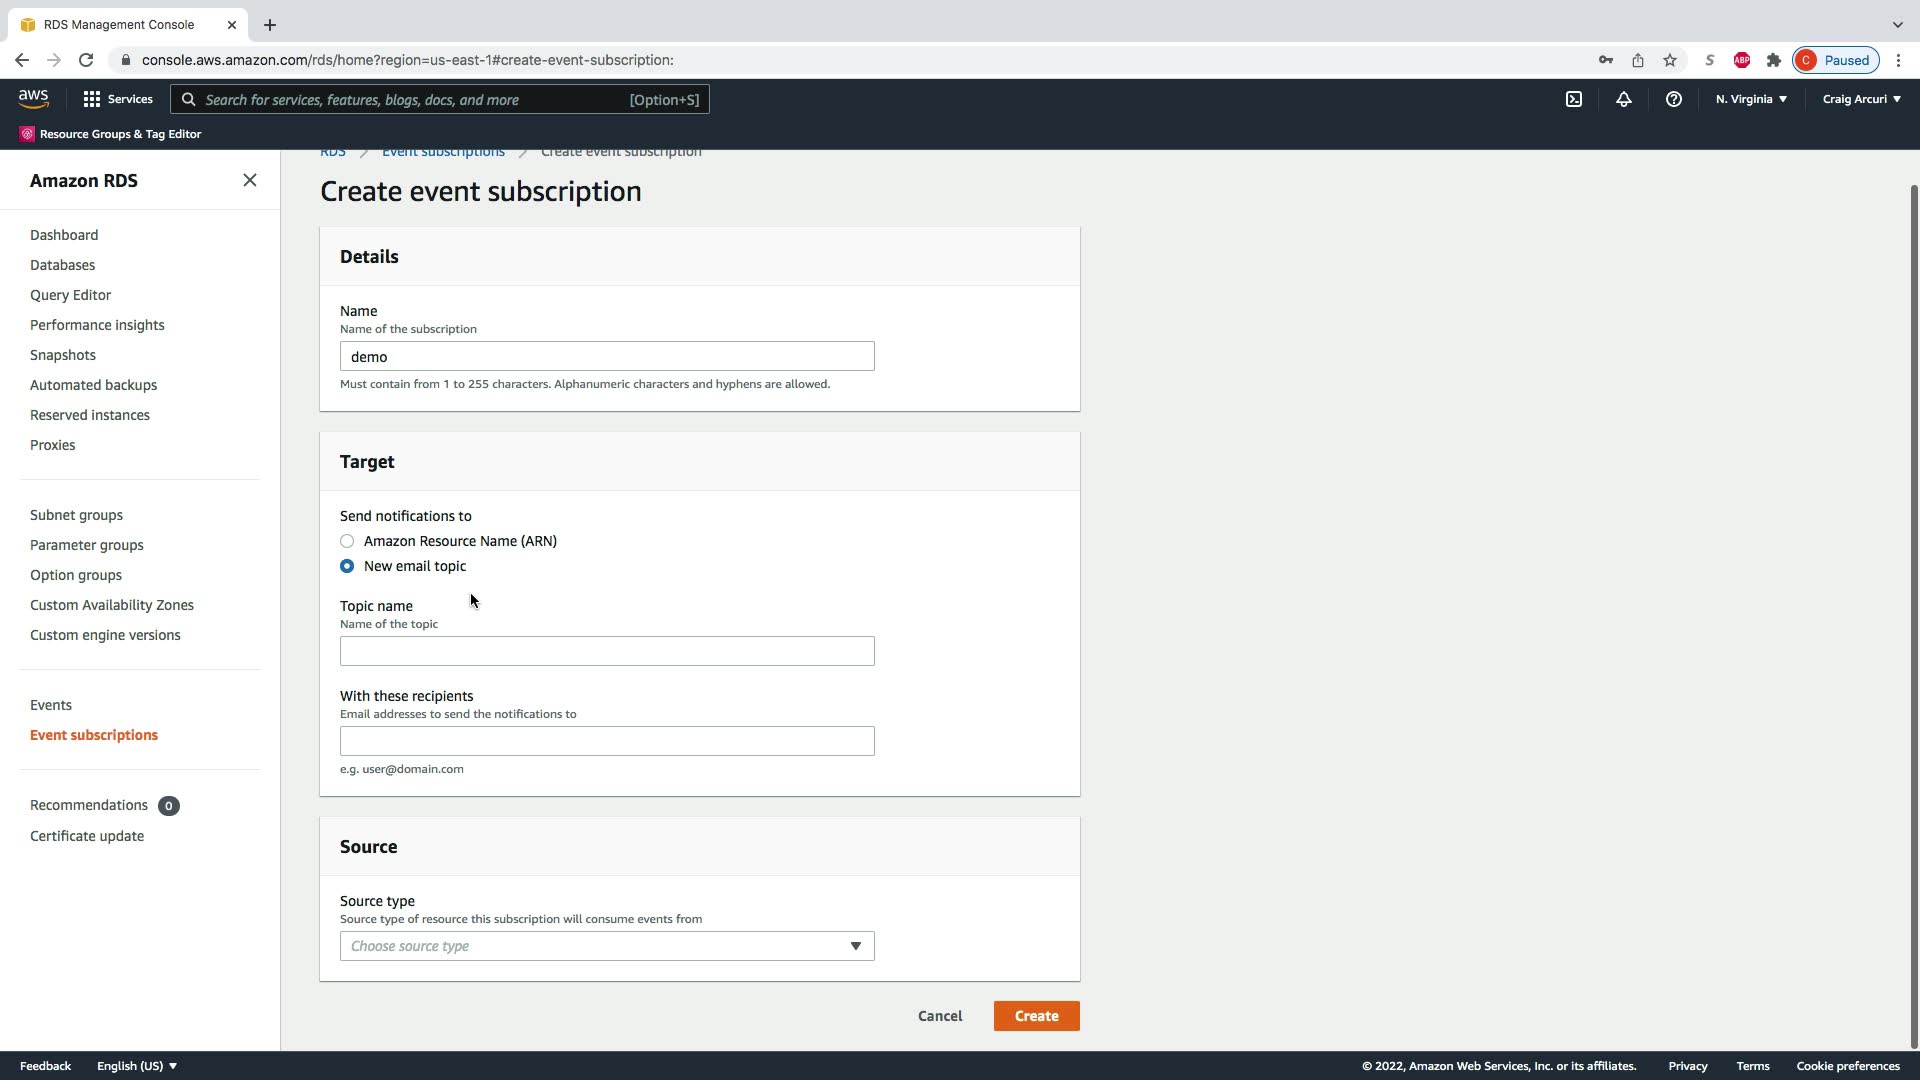 RDS Management Console
console.aws.amazon.com/rds/home?region=us-east-1#create-event-subscription:
S
ABP
C
Paused
aws
Services
Search for services, features, blogs, docs, and more
[Option+S]
N. Virginia
Craig Arcuri
Resource Groups & Tag Editor
Amazon RDS
Dashboard
Databases
Query Editor
Performance insights
Snapshots
Automated backups
Reserved instances
Proxies
Subnet groups
Parameter groups
Option groups
Custom Availability Zones
Custom engine versions
Events
Event subscriptions
Recommendations 0
Certificate update
RDS
Event subscriptions
Create event subscription
Create event subscription
Details
Name
Name of the subscription
demo
Must contain from 1 to 255 characters. Alphanumeric characters and hyphens are allowed.
Target
Send notifications to
Amazon Resource Name (ARN)
New email topic
Topic name
Name of the topic
With these recipients
Email addresses to send the notifications to
e.g. user@domain.com
Source
Source type
Source type of resource this subscription will consume events from
Choose source type
Cancel
Create
Feedback
English (US)
© 2022, Amazon Web Services, Inc. or its affiliates.
Privacy
Terms
Cookie preferences